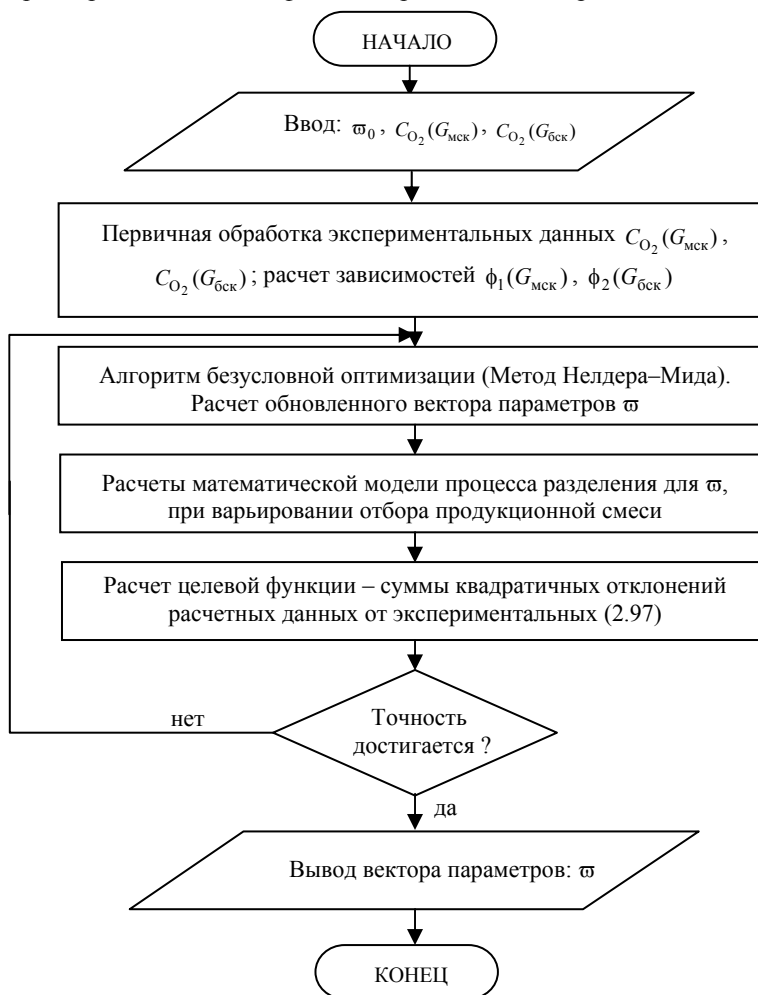 НАЧАЛО
Ввод: ϖ₀ , C_O₂(G_мск) , C_O₂(G_бск)
Первичная обработка экспериментальных данных C_O₂(G_мск) ,
C_O₂(G_бск) ; расчет зависимостей ϕ₁(G_мск) , ϕ₂(G_бск)
Алгоритм безусловной оптимизации (Метод Нелдера–Мида).
Расчет обновленного вектора параметров ϖ
Расчеты математической модели процесса разделения для ϖ,
при варьировании отбора продукционной смеси
Расчет целевой функции – суммы квадратичных отклонений
расчетных данных от экспериментальных (2.97)
нет
Точность
достигается ?
да
Вывод вектора параметров: ϖ
КОНЕЦ